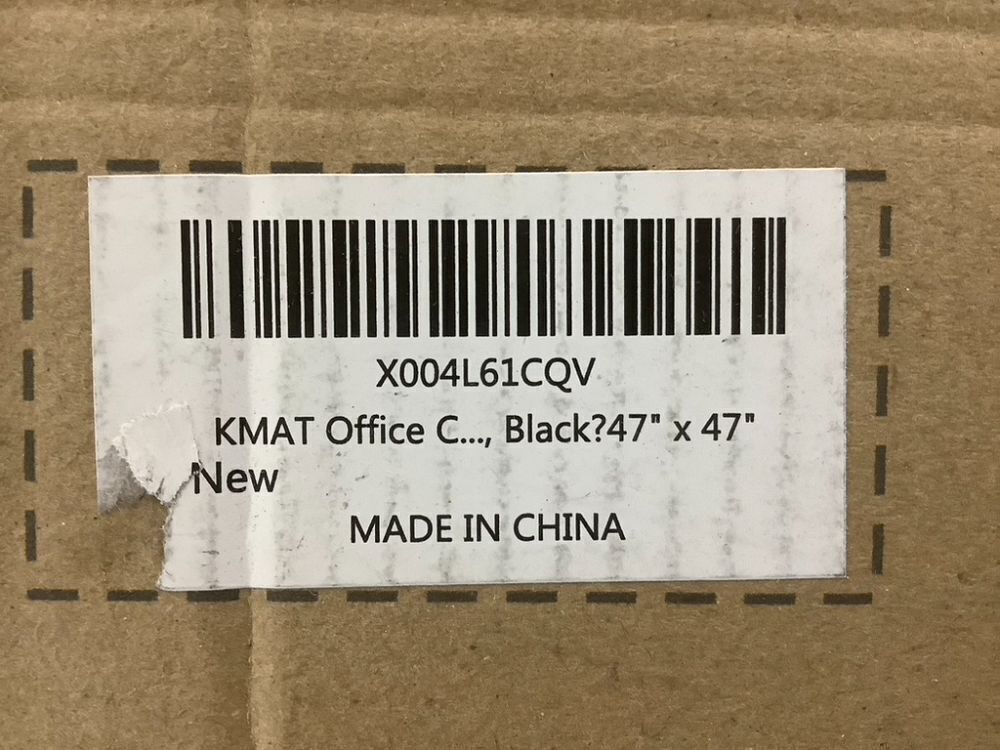 X004L61CQV
KMAT Office C..., Black?47" x 47"
New
MADE IN CHINA